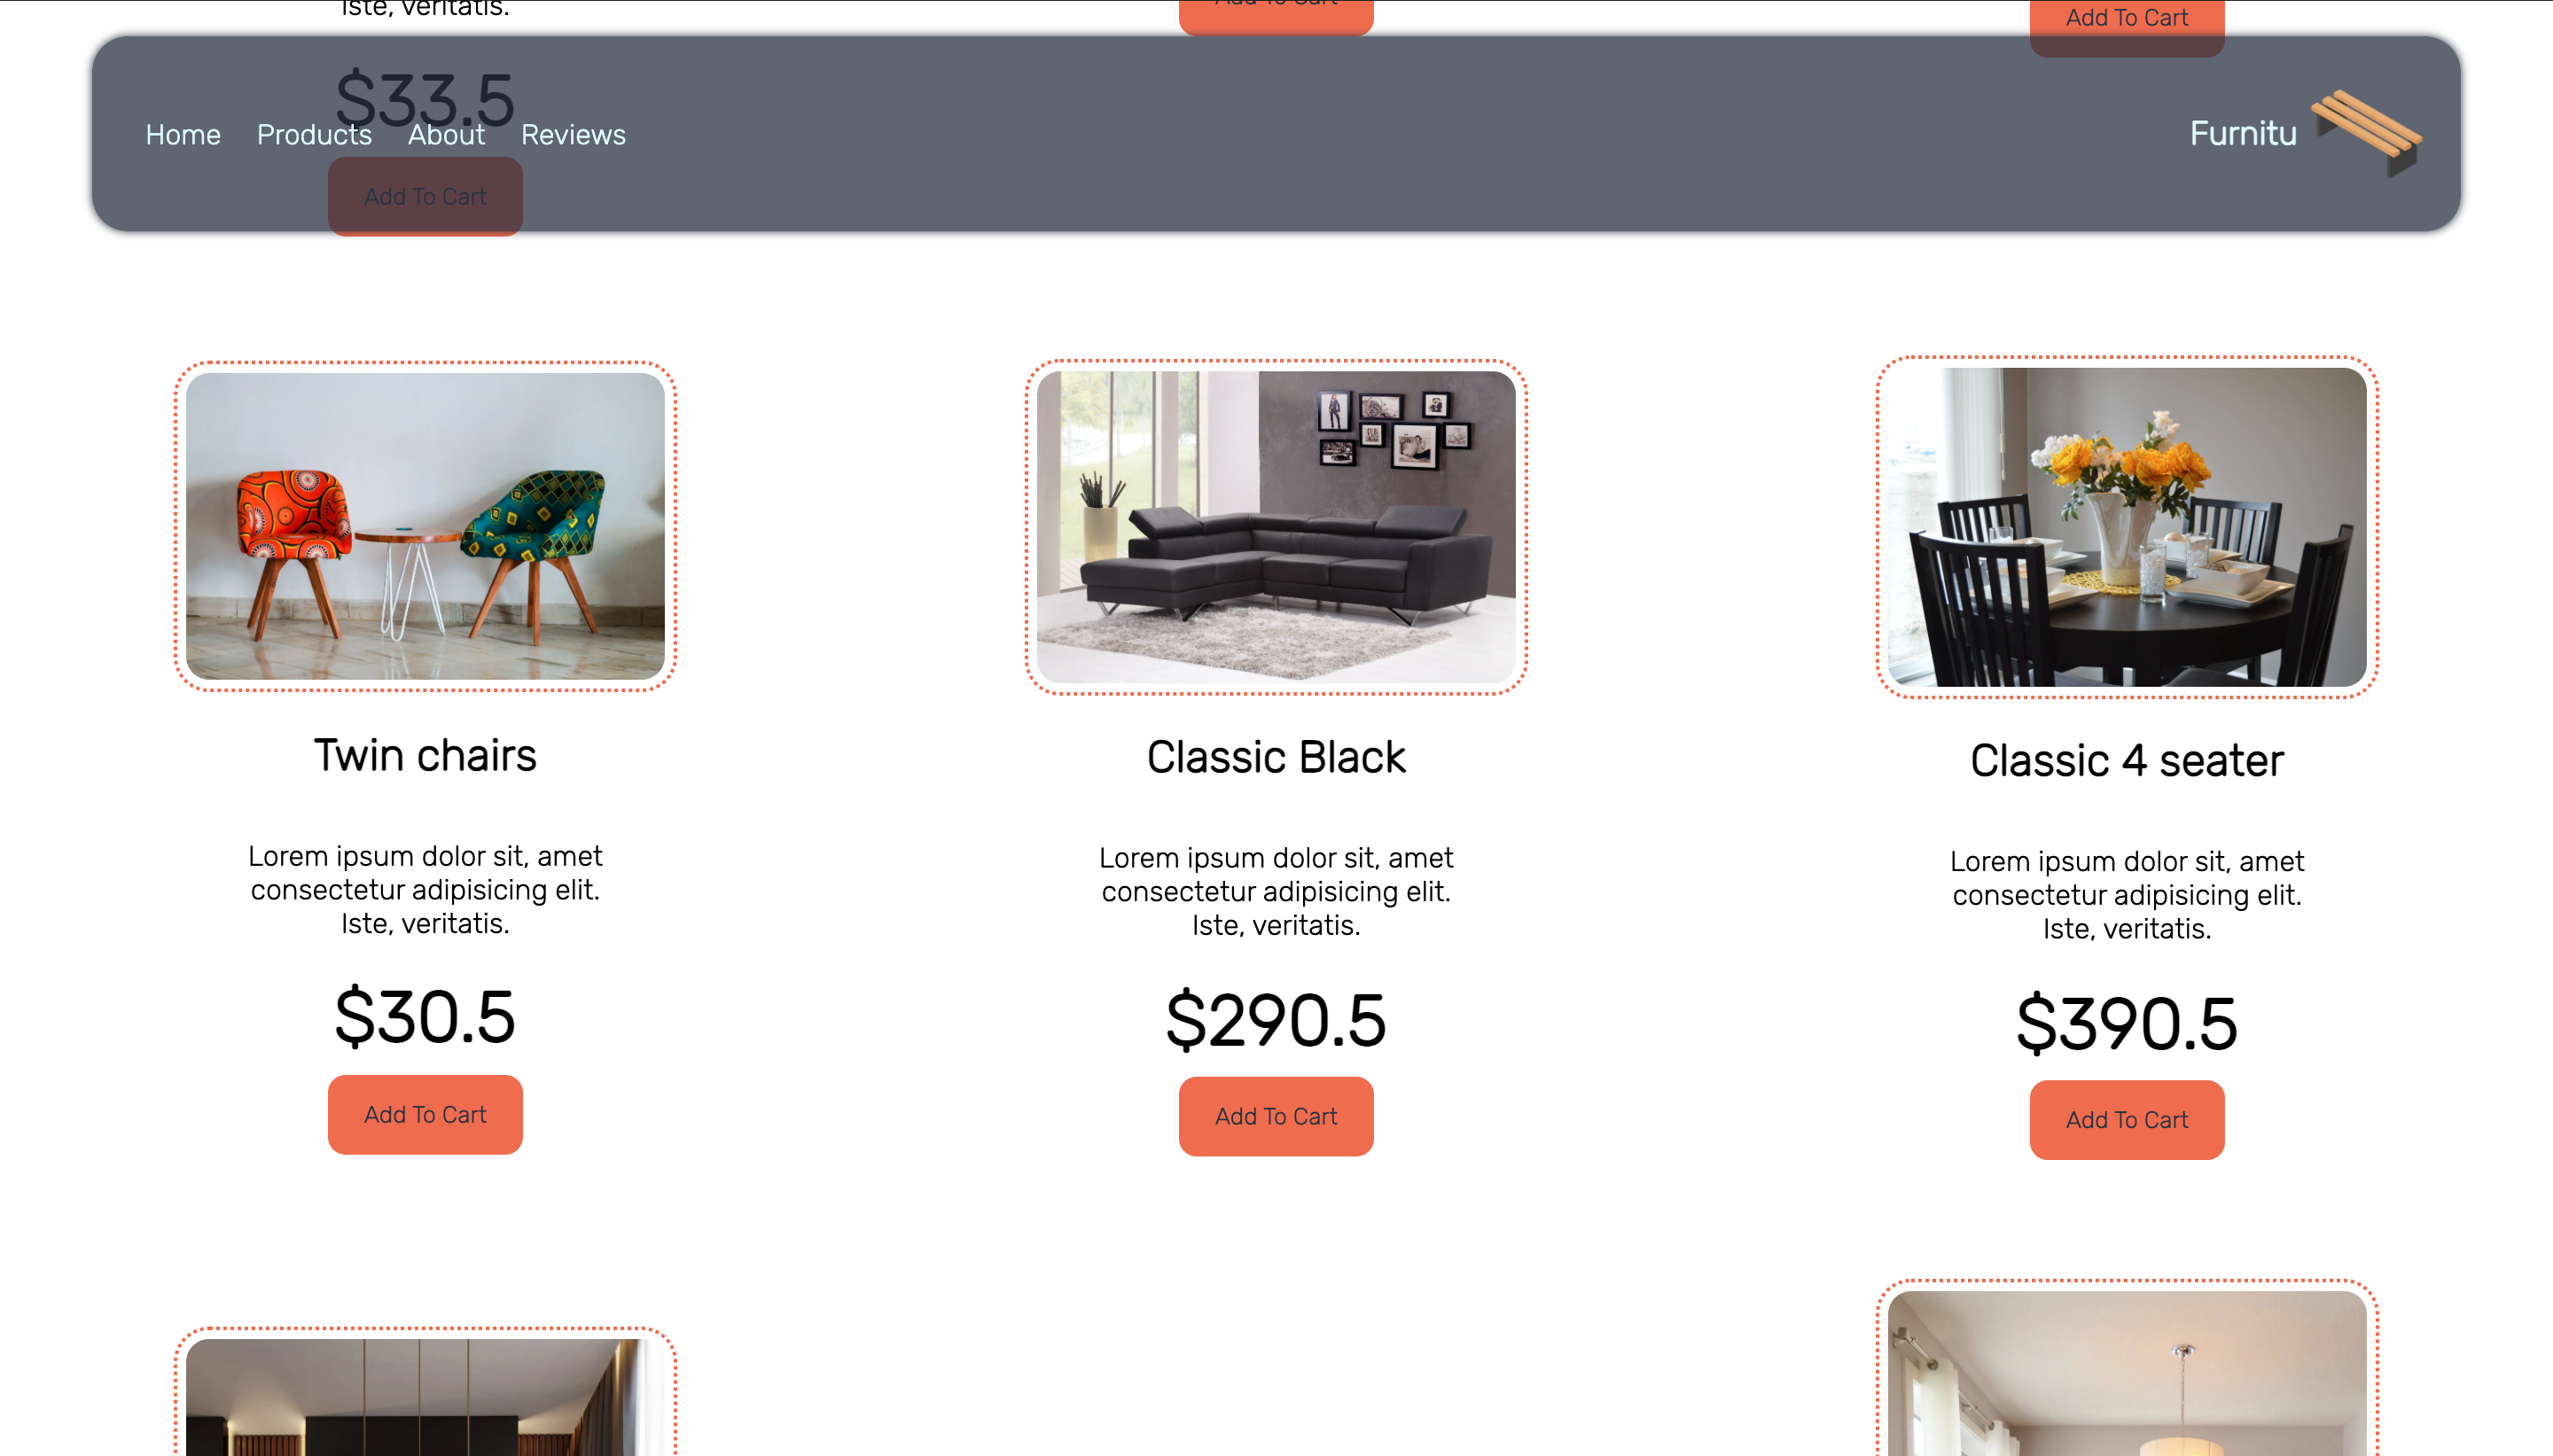 Iste, veritatis.
Add To Cart
Add To Cart
$33.5
Home Products About Reviews
Furnitu
Add To Cart
Twin chairs
Classic Black
Classic 4 seater
Lorem ipsum dolor sit, amet
consectetur adipisicing elit.
Iste, veritatis.
Lorem ipsum dolor sit, amet
consectetur adipisicing elit.
Iste, veritatis.
Lorem ipsum dolor sit, amet
consectetur adipisicing elit.
Iste, veritatis.
$30.5
$290.5
$390.5
Add To Cart
Add To Cart
Add To Cart